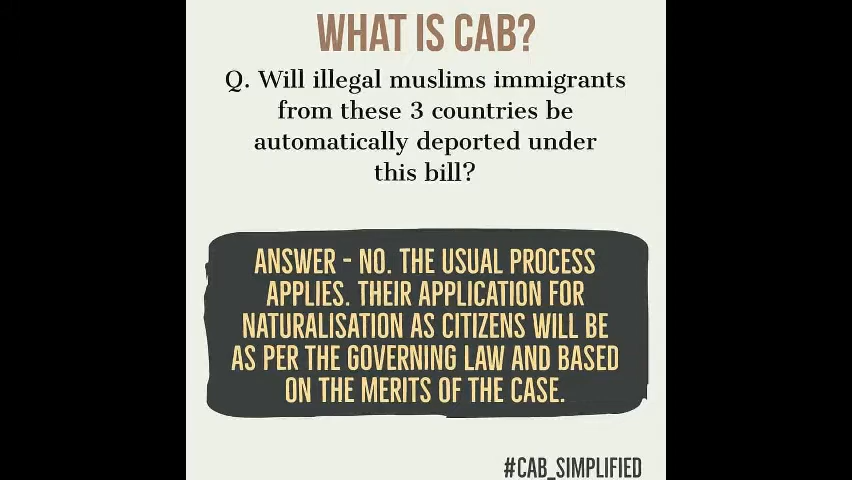 WHAT IS CAB?
Q. Will illegal muslims immigrants
from these 3 countries be
automatically deported under
this bill?
ANSWER - NO. THE USUAL PROCESS
APPLIES. THEIR APPLICATION FOR
NATURALISATION AS CITIZENS WILL BE
AS PER THE GOVERNING LAW AND BASED
ON THE MERITS OF THE CASE.
#CAB_SIMPLIFIED